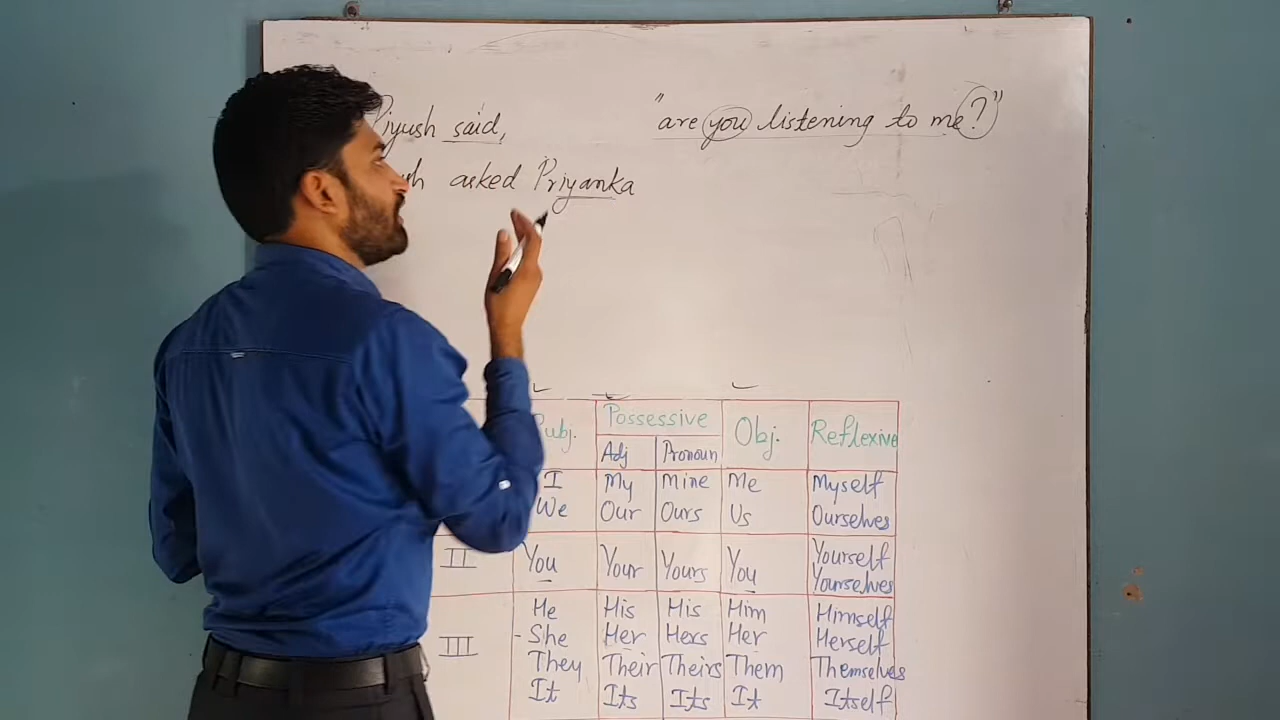 Piyush said, "are you listening to me?"
asked Priyanka
Subj. Possessive Obj. Reflexive
Adj Pronoun
I My Mine Me Myself
We Our Ours Us Ourselves
II You Your Yours You Yourself
Yourselves
He His His Him Himself
III She Her Hers Her Herself
They Their Theirs Them Themselves
It Its Its It Itself